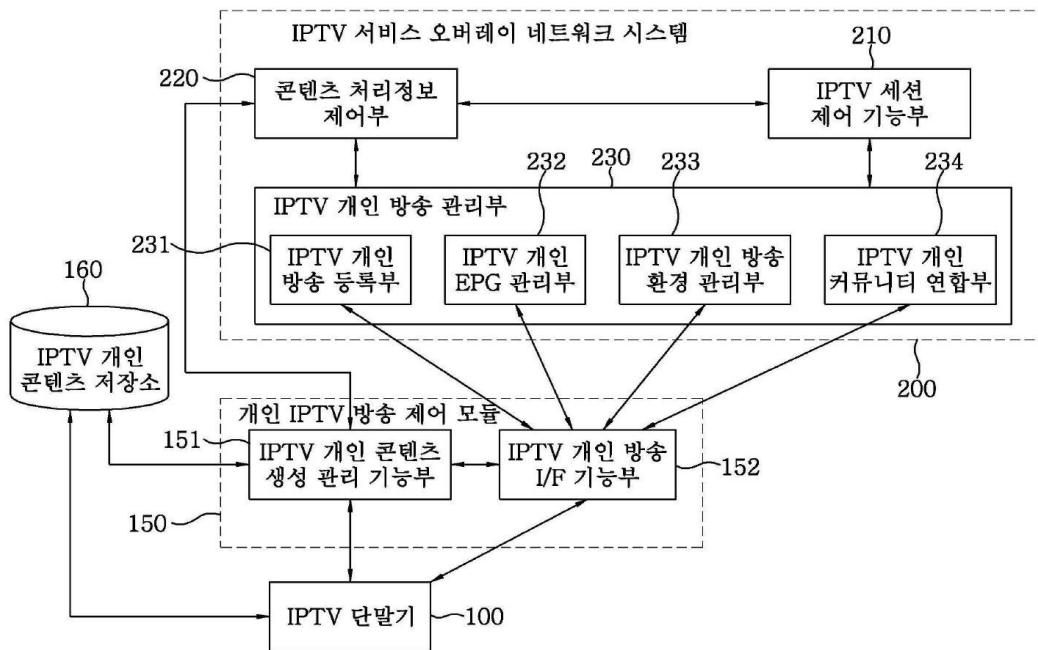 IPTV 서비스 오버레이 네트워크 시스템
210
220
콘텐츠 처리정보
제어부
IPTV 세션
제어 기능부
230
232
233
234
IPTV 개인 방송 관리부
231
IPTV 개인
방송 등록부
IPTV 개인
EPG 관리부
IPTV 개인 방송
환경 관리부
IPTV 개인
커뮤니티 연합부
160
IPTV 개인
콘텐츠 저장소
200
개인 IPTV 방송 제어 모듈
151
IPTV 개인 콘텐츠
생성 관리 기능부
IPTV 개인 방송
I/F 기능부
152
150
IPTV 단말기
100